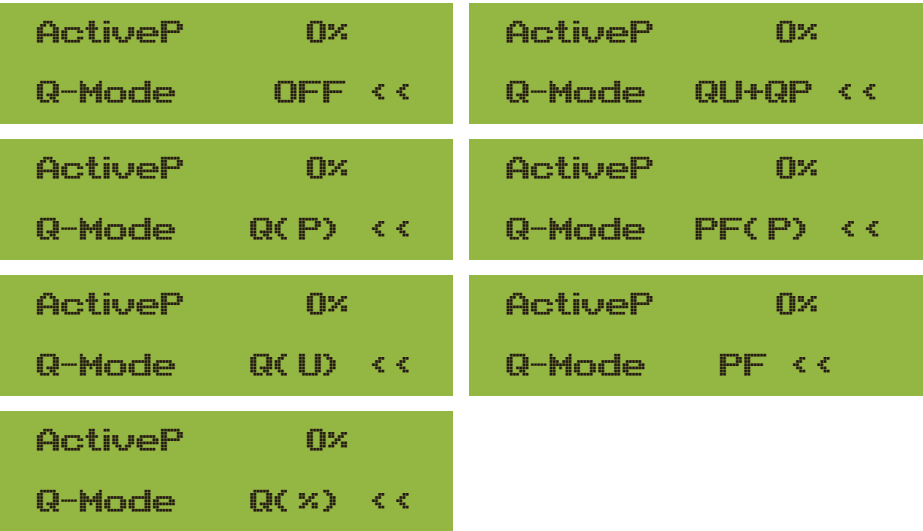 ActiveP 0%
Q-Mode OFF <<
ActiveP 0%
Q-Mode QU+QP <<
ActiveP 0%
Q-Mode Q(P) <<
ActiveP 0%
Q-Mode PF(P) <<
ActiveP 0%
Q-Mode Q(U) <<
ActiveP 0%
Q-Mode PF <<
ActiveP 0%
Q-Mode Q(%) <<